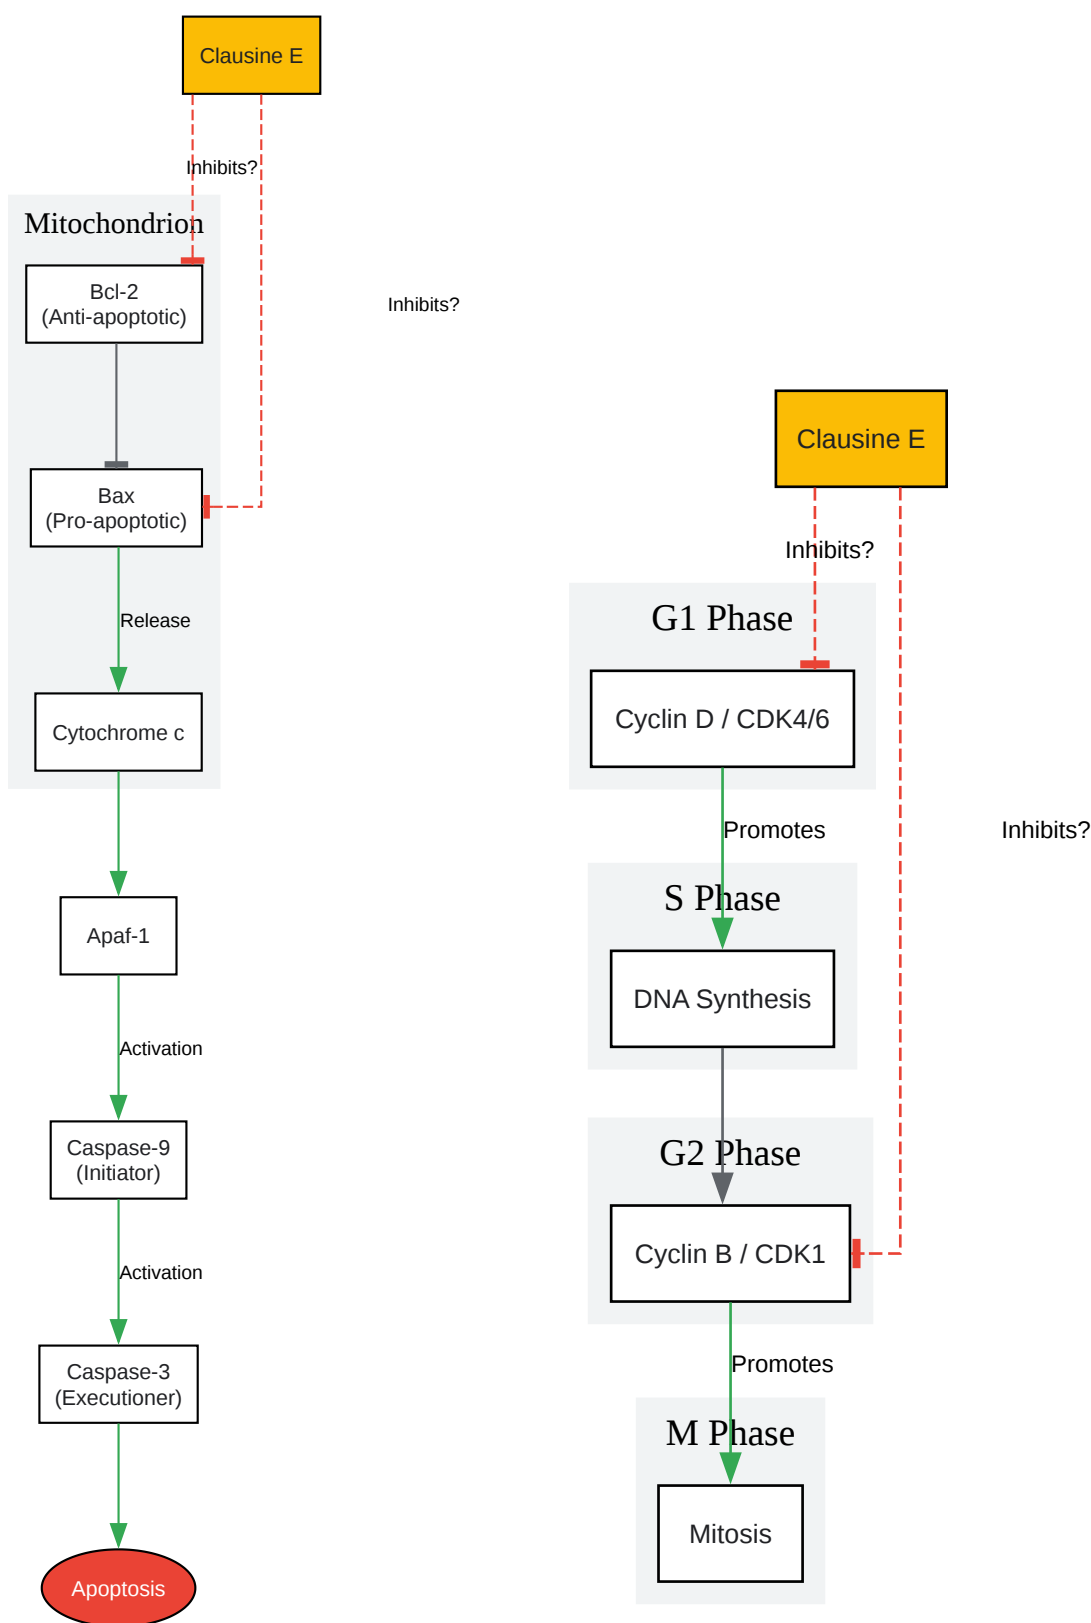 Clausine E
Inhibits?
Mitochondrion
Bcl-2
(Anti-apoptotic)
Inhibits?
Bax
(Pro-apoptotic)
Release
Cytochrome c
Apaf-1
Activation
Caspase-9
(Initiator)
Activation
Caspase-3
(Executioner)
Apoptosis
Clausine E
Inhibits?
G1 Phase
Cyclin D / CDK4/6
Promotes
Inhibits?
S Phase
DNA Synthesis
G2 Phase
Cyclin B / CDK1
Promotes
M Phase
Mitosis